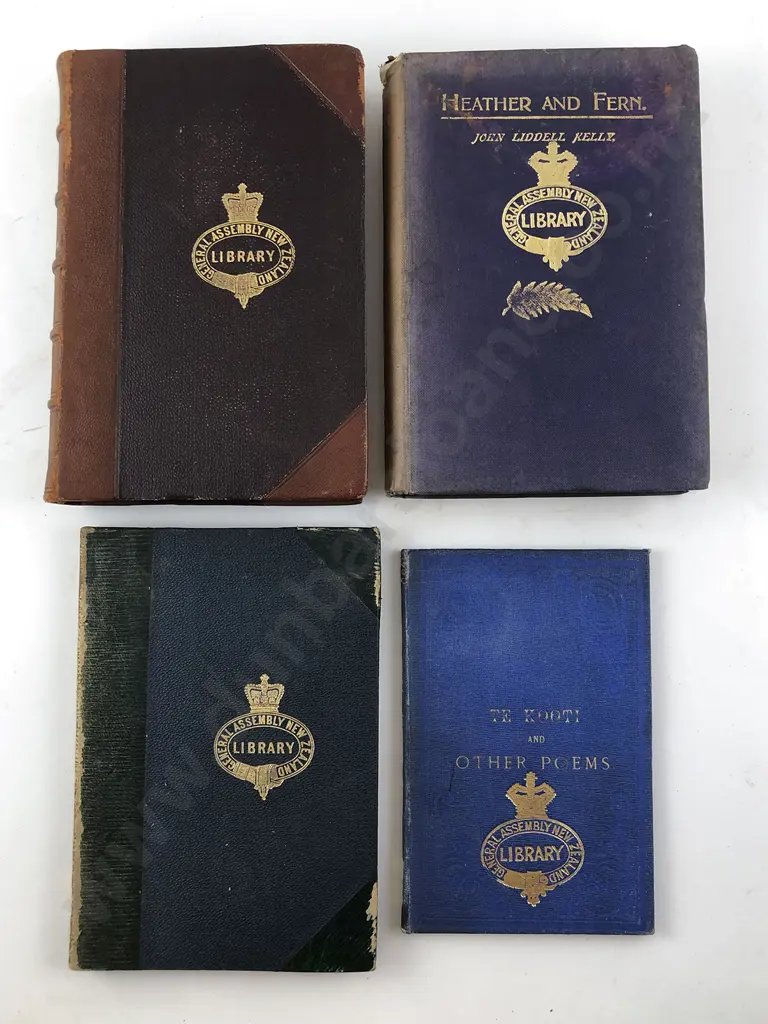 GENERAL ASSEMBLY NEW ZEALAND
LIBRARY
HEATHER AND FERN.
JOHN LIDDELL KELLY.
GENERAL ASSEMBLY NEW ZEALAND
LIBRARY
GENERAL ASSEMBLY NEW ZEALAND
LIBRARY
TE KOOTI
AND
OTHER POEMS
GENERAL ASSEMBLY NEW ZEALAND
LIBRARY